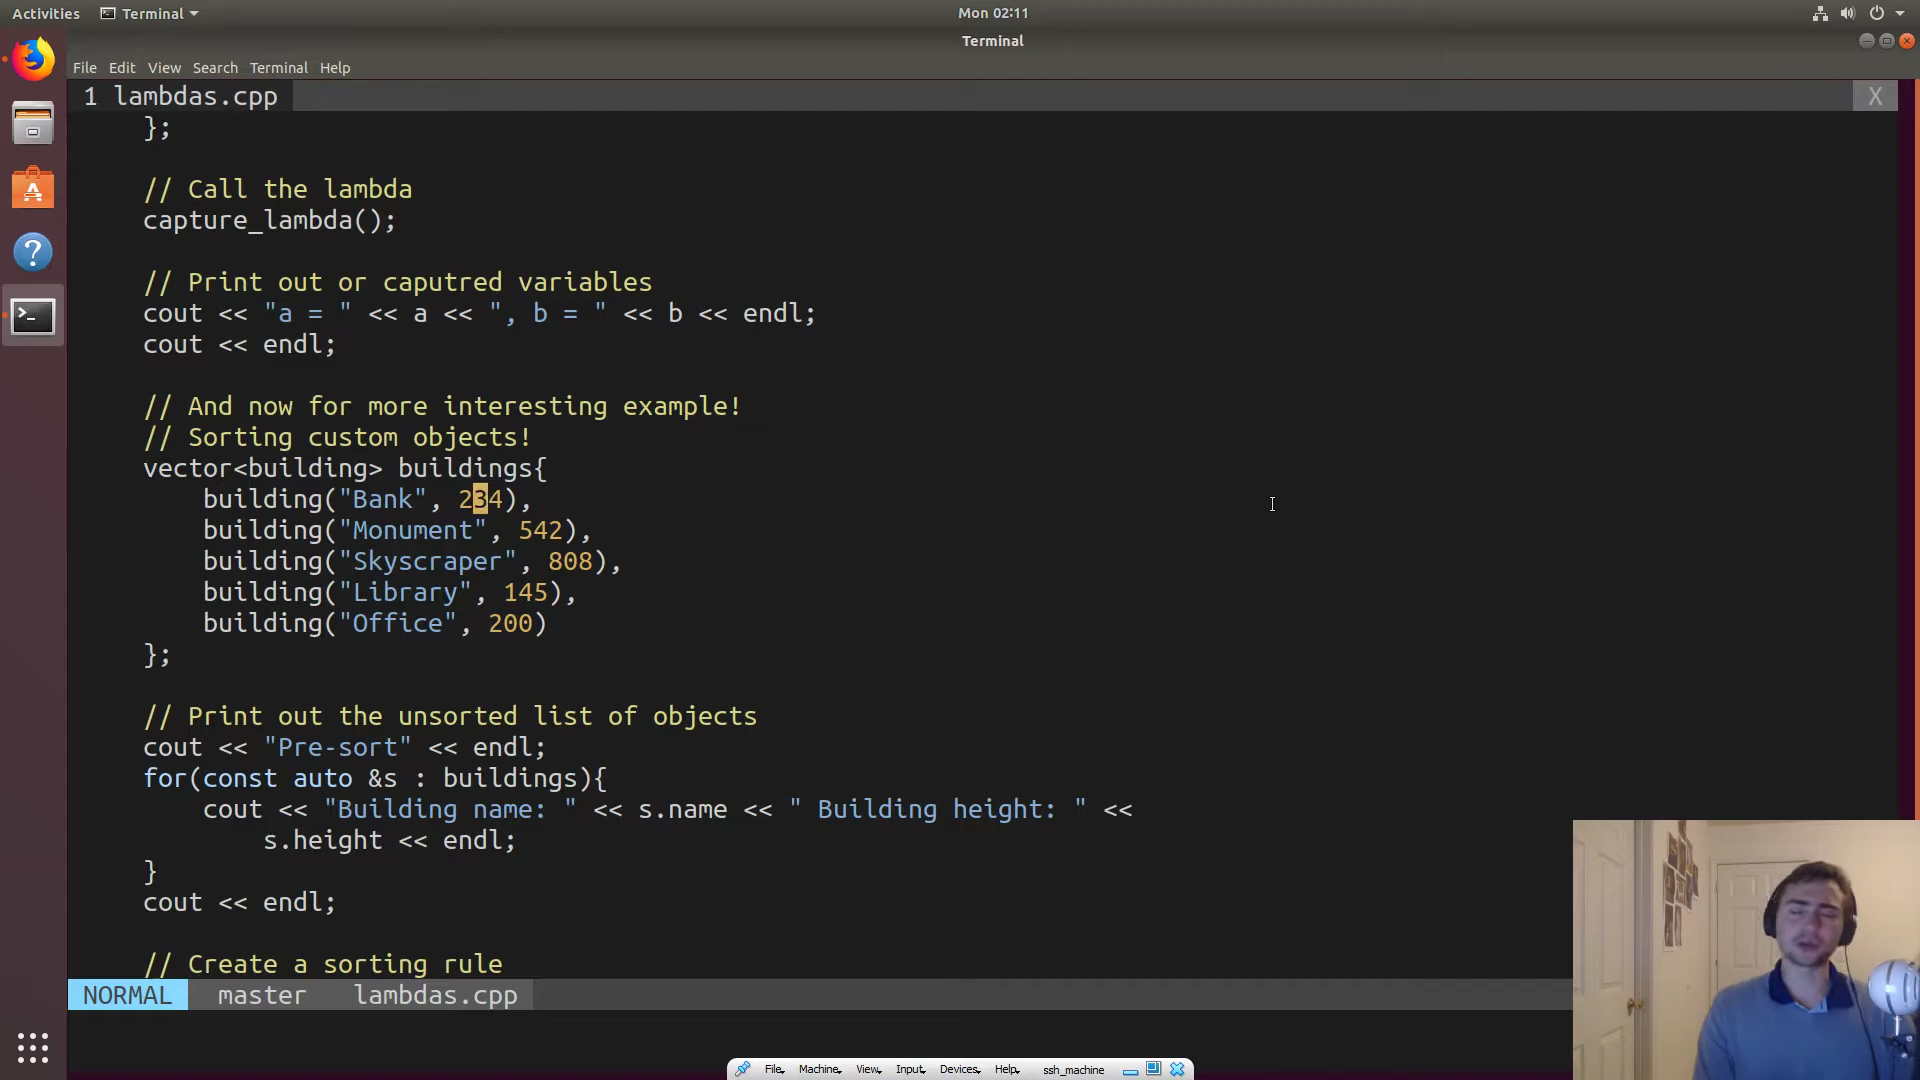 Activities Terminal Mon 02:11
Terminal
File Edit View Search Terminal Help
1 lambdas.cpp X
};
// Call the lambda
capture_lambda();
// Print out or caputred variables
cout << "a = " << a << ", b = " << b << endl;
cout << endl;
// And now for more interesting example!
// Sorting custom objects!
vector<building> buildings{
building("Bank", 234),
building("Monument", 542),
building("Skyscraper", 808),
building("Library", 145),
building("Office", 200)
};
// Print out the unsorted list of objects
cout << "Pre-sort" << endl;
for(const auto &s : buildings){
cout << "Building name: " << s.name << " Building height: " <<
s.height << endl;
}
cout << endl;
// Create a sorting rule
NORMAL master lambdas.cpp
File Machine View Input Devices Help ssh_machine